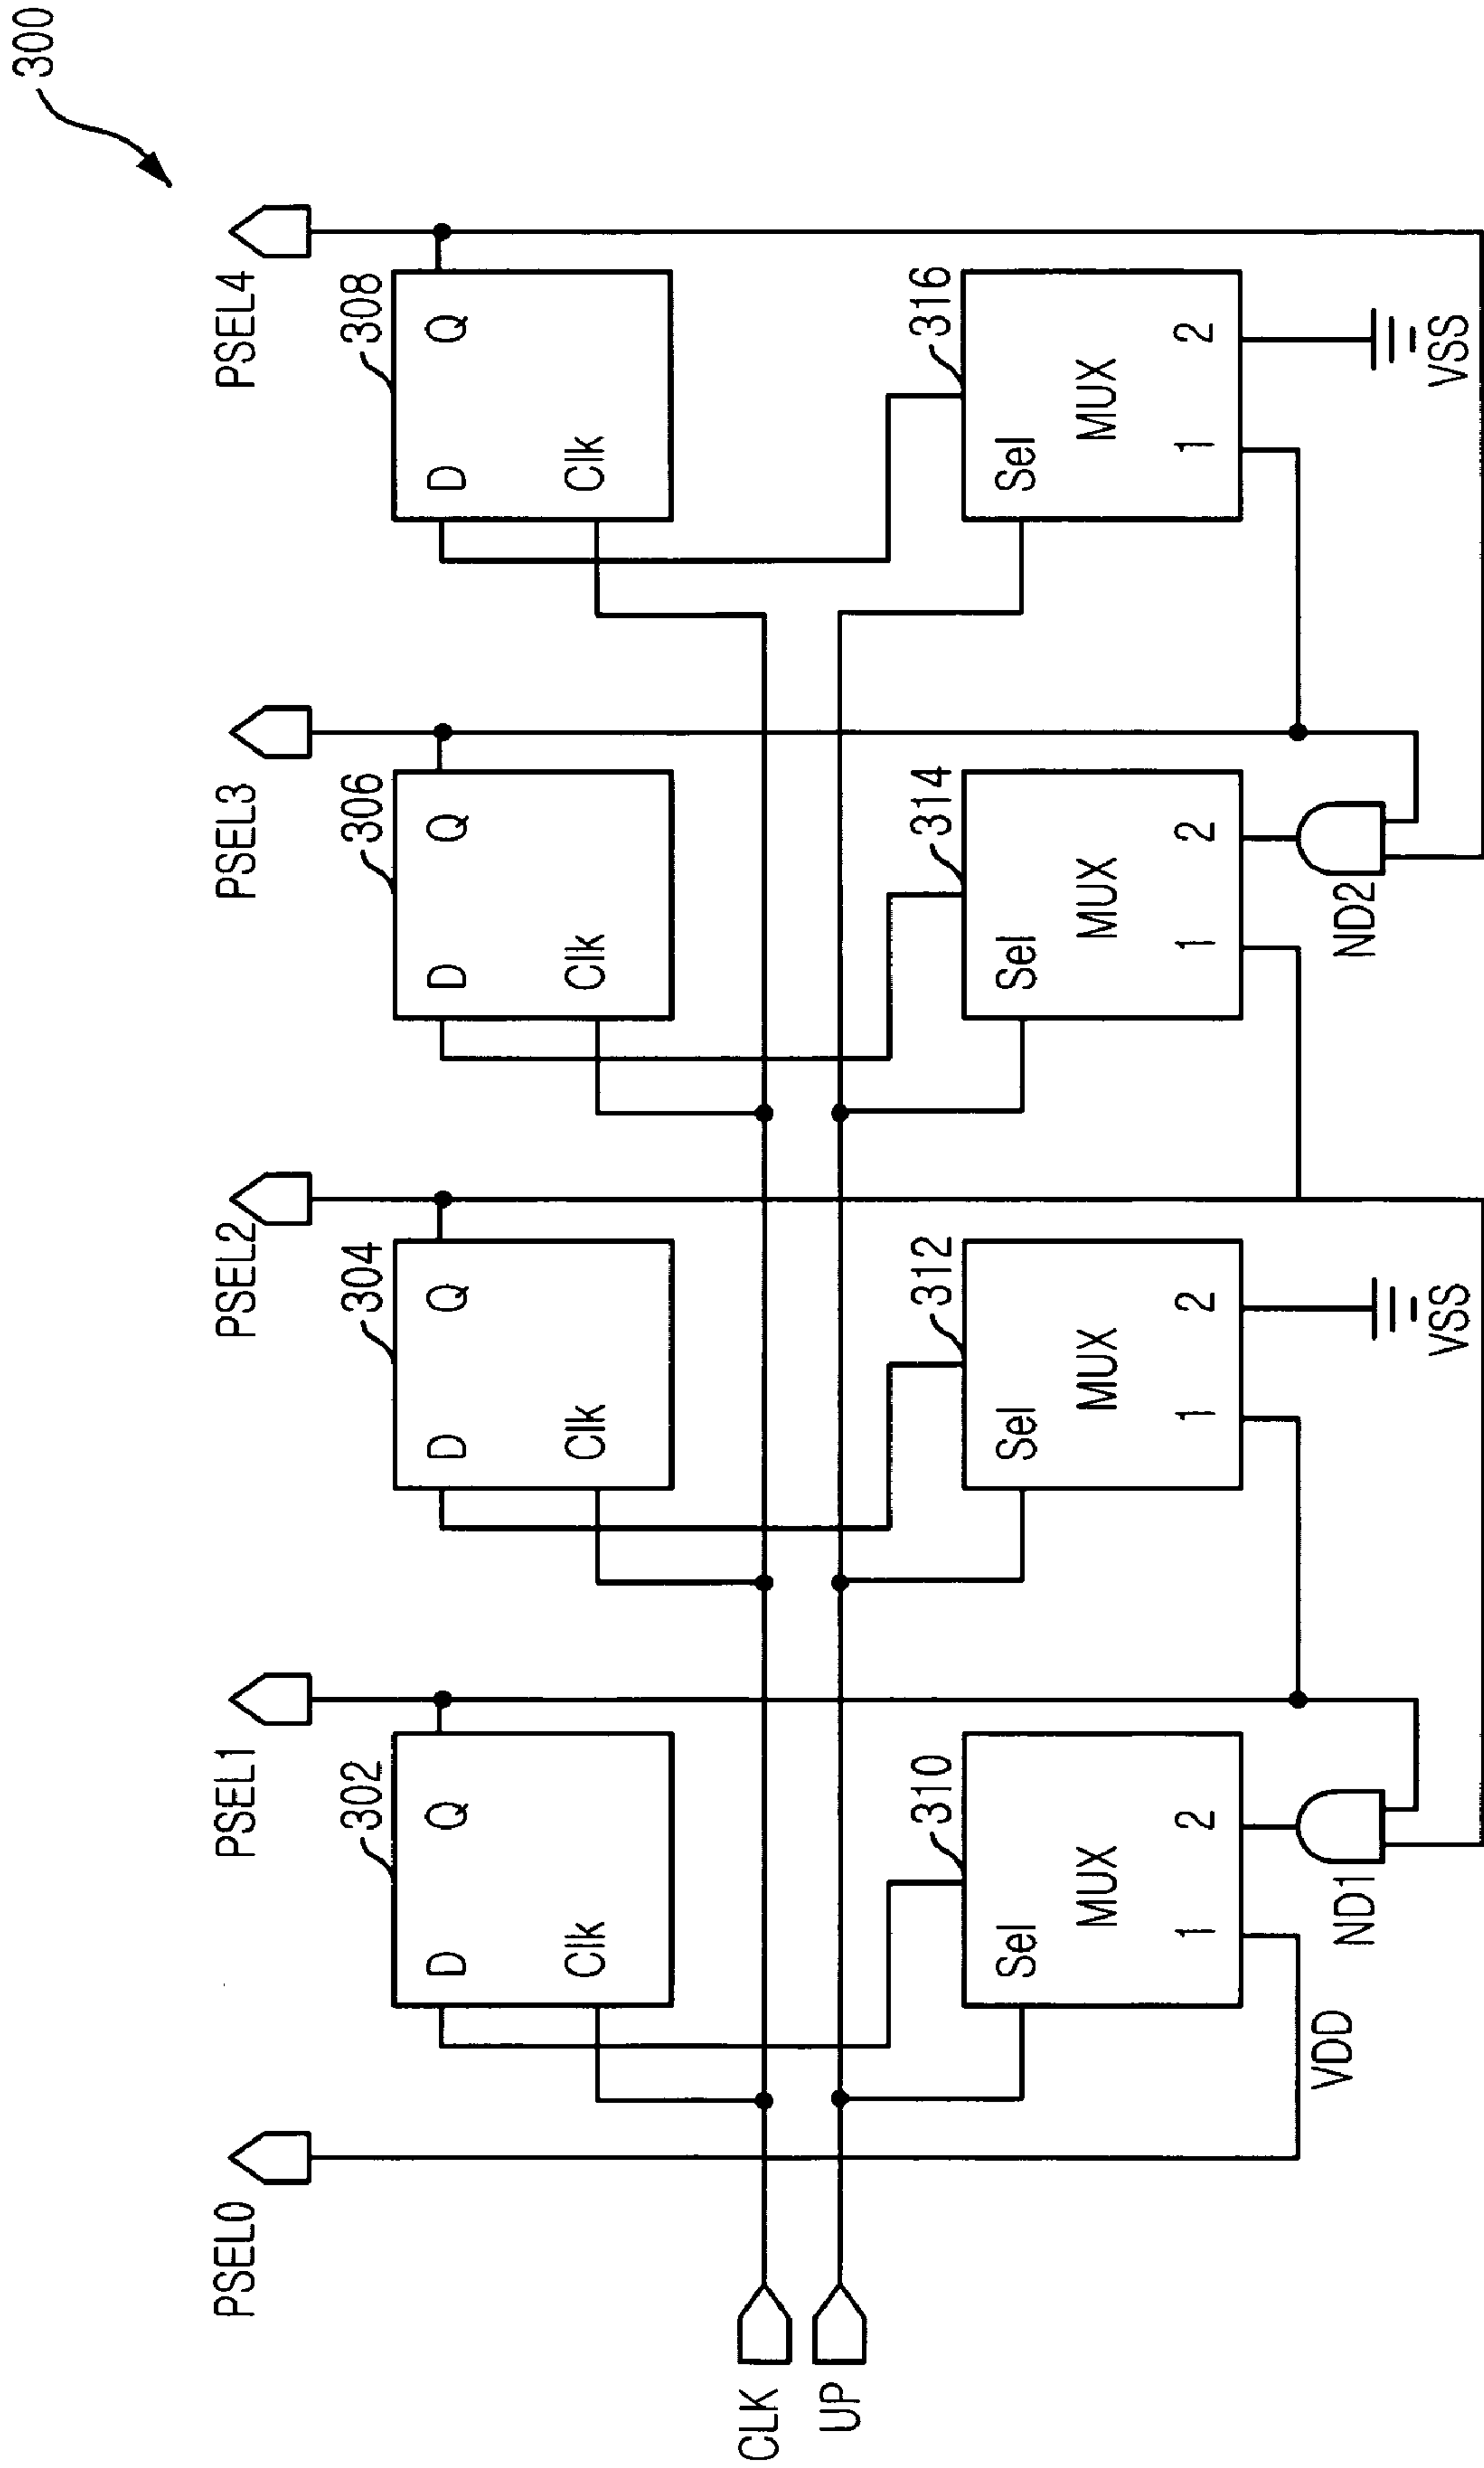 300
PSEL0
PSEL1
PSEL2
PSEL3
PSEL4
302
304
306
308
D
Q
D
Q
D
Q
D
Q
Clk
Clk
Clk
Clk
CLK
UP
310
312
314
316
Sel
Sel
Sel
Sel
MUX
MUX
MUX
MUX
1
2
1
2
1
2
1
2
VDD
ND1
VSS
ND2
VSS